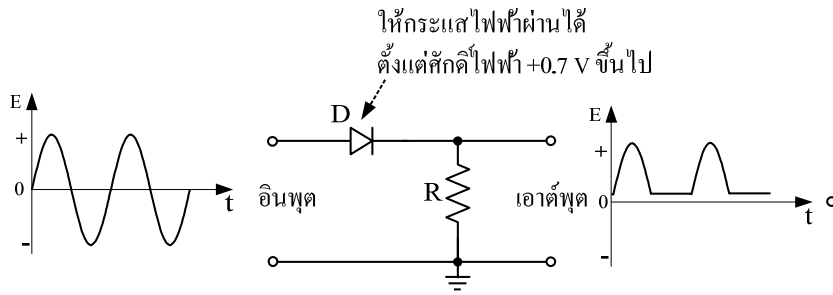 ให้กระแสไฟฟ้าผ่านได้
ตั้งแต่ศักดิ์ไฟฟ้า +0.7 V ขึ้นไป
E
+
0
-
t
D
อินพุต
R
เอาต์พุต
E
+
0
-
t